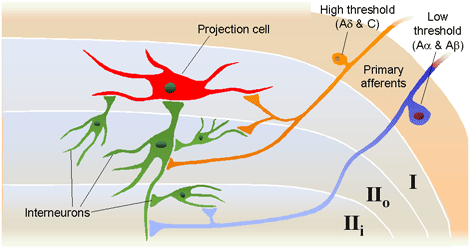 High threshold
(Aδ & C)
Low
threshold
(Aα & Aβ)
Projection cell
Primary
afferents
Interneurons
I
IIo
IIi